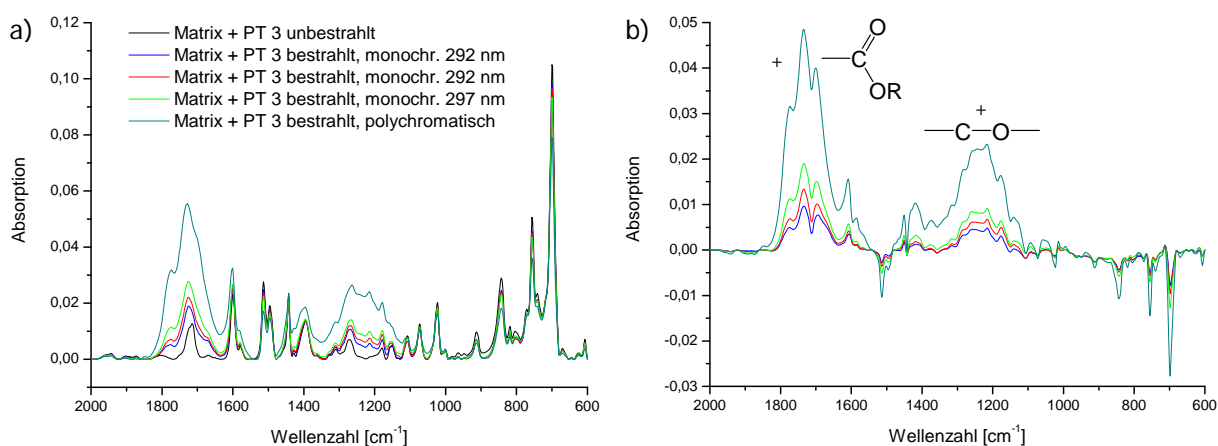 a)
0,12
0,10
0,08
0,06
0,04
0,02
0,00
Absorption
Matrix + PT 3 unbestrahlt
Matrix + PT 3 bestrahlt, monochr. 292 nm
Matrix + PT 3 bestrahlt, monochr. 292 nm
Matrix + PT 3 bestrahlt, monochr. 297 nm
Matrix + PT 3 bestrahlt, polychromatisch
2000 1800 1600 1400 1200 1000 800 600
Wellenzahl [cm-1]
b)
0,05
0,04
0,03
0,02
0,01
0,00
-0,01
-0,02
-0,03
Absorption
+
O
C
OR
+
C O
2000 1800 1600 1400 1200 1000 800 600
Wellenzahl [cm-1]